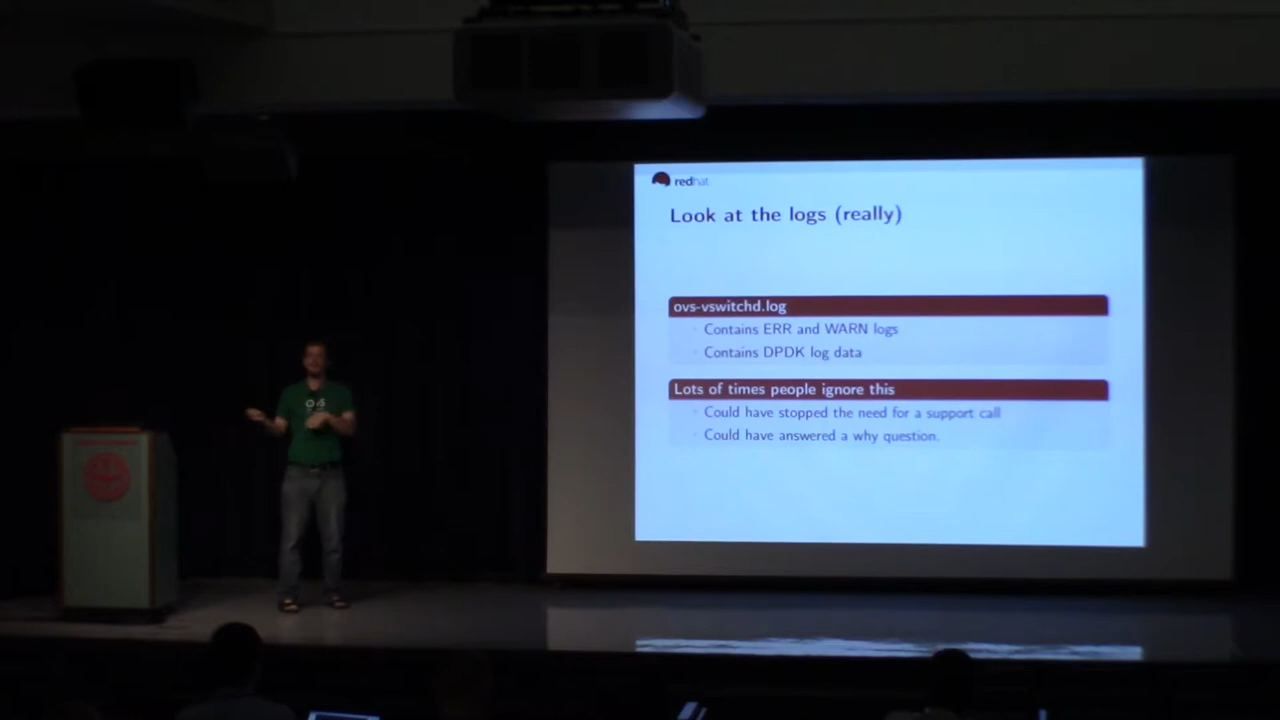 redhat
Look at the logs (really)
ovs-vswitchd.log
Contains ERR and WARN logs
Contains DPDK log data
Lots of times people ignore this
Could have stopped the need for a support call
Could have answered a why question.